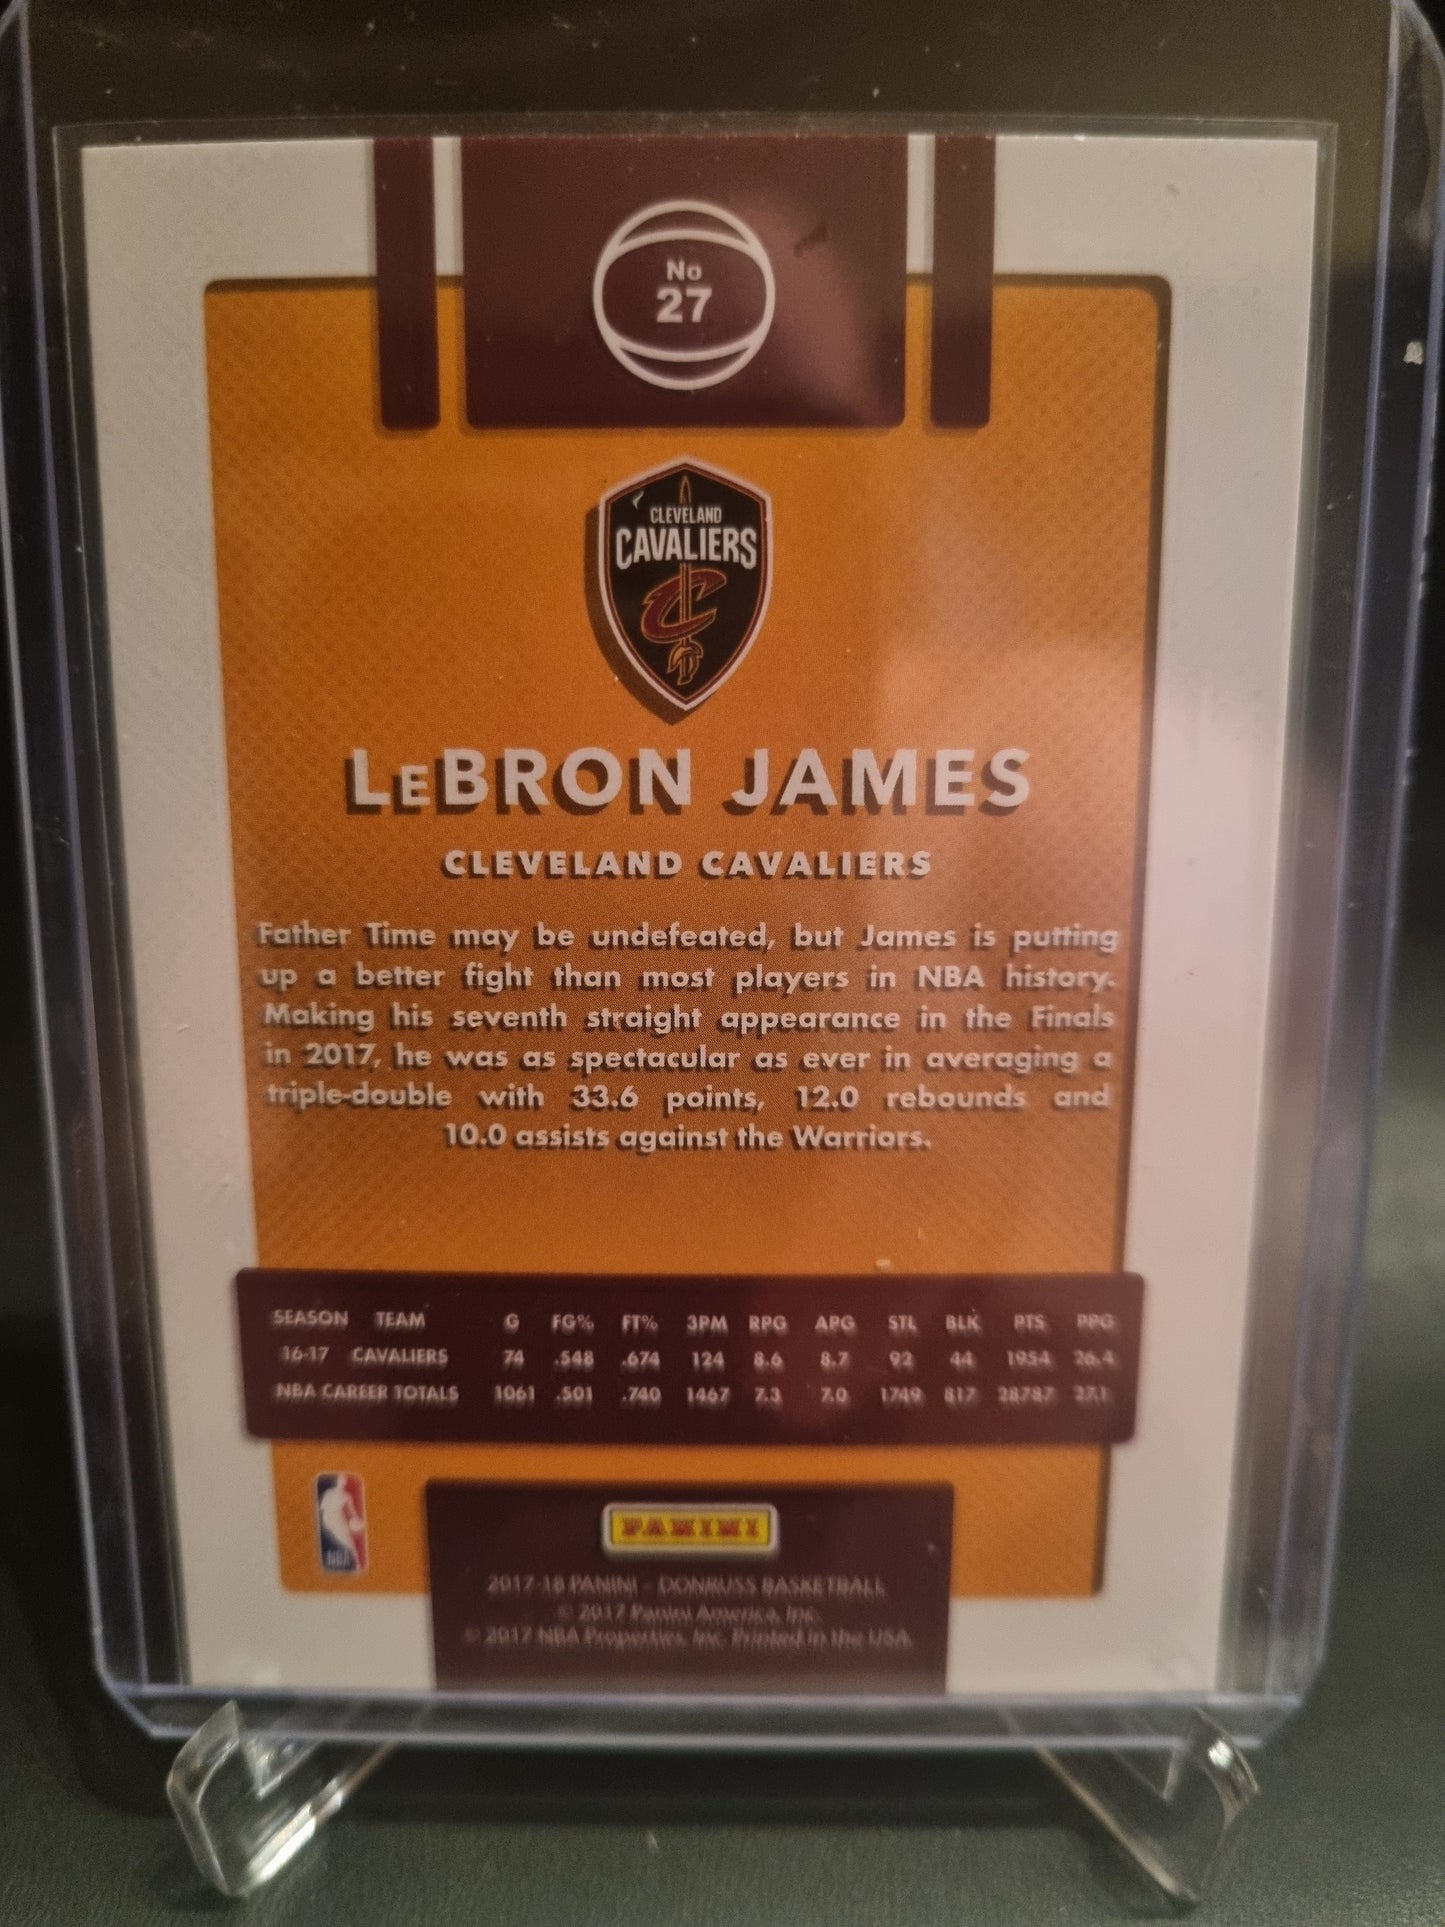 No
27
CLEVELAND
CAVALIERS
LeBRON JAMES
CLEVELAND CAVALIERS
Father Time may be undefeated, but James is putting
up a better fight than most players in NBA history.
Making his seventh straight appearance in the Finals
in 2017, he was as spectacular as ever in averaging a
triple-double with 33.6 points, 12.0 rebounds and
10.0 assists against the Warriors.
SEASON TEAM G FG% FT% 3PM RPG APG STL BLK PTS PPG
16-17 CAVALIERS 74 .548 .674 124 8.6 8.7 92 44 1954 26.4
NBA CAREER TOTALS 1061 .501 .740 1467 7.3 7.0 1749 817 28787 27.1
NBA
PANINI
2017-18 PANINI – DONRUSS BASKETBALL
© 2017 Panini America, Inc.
© 2017 NBA Properties, Inc. Printed in the USA